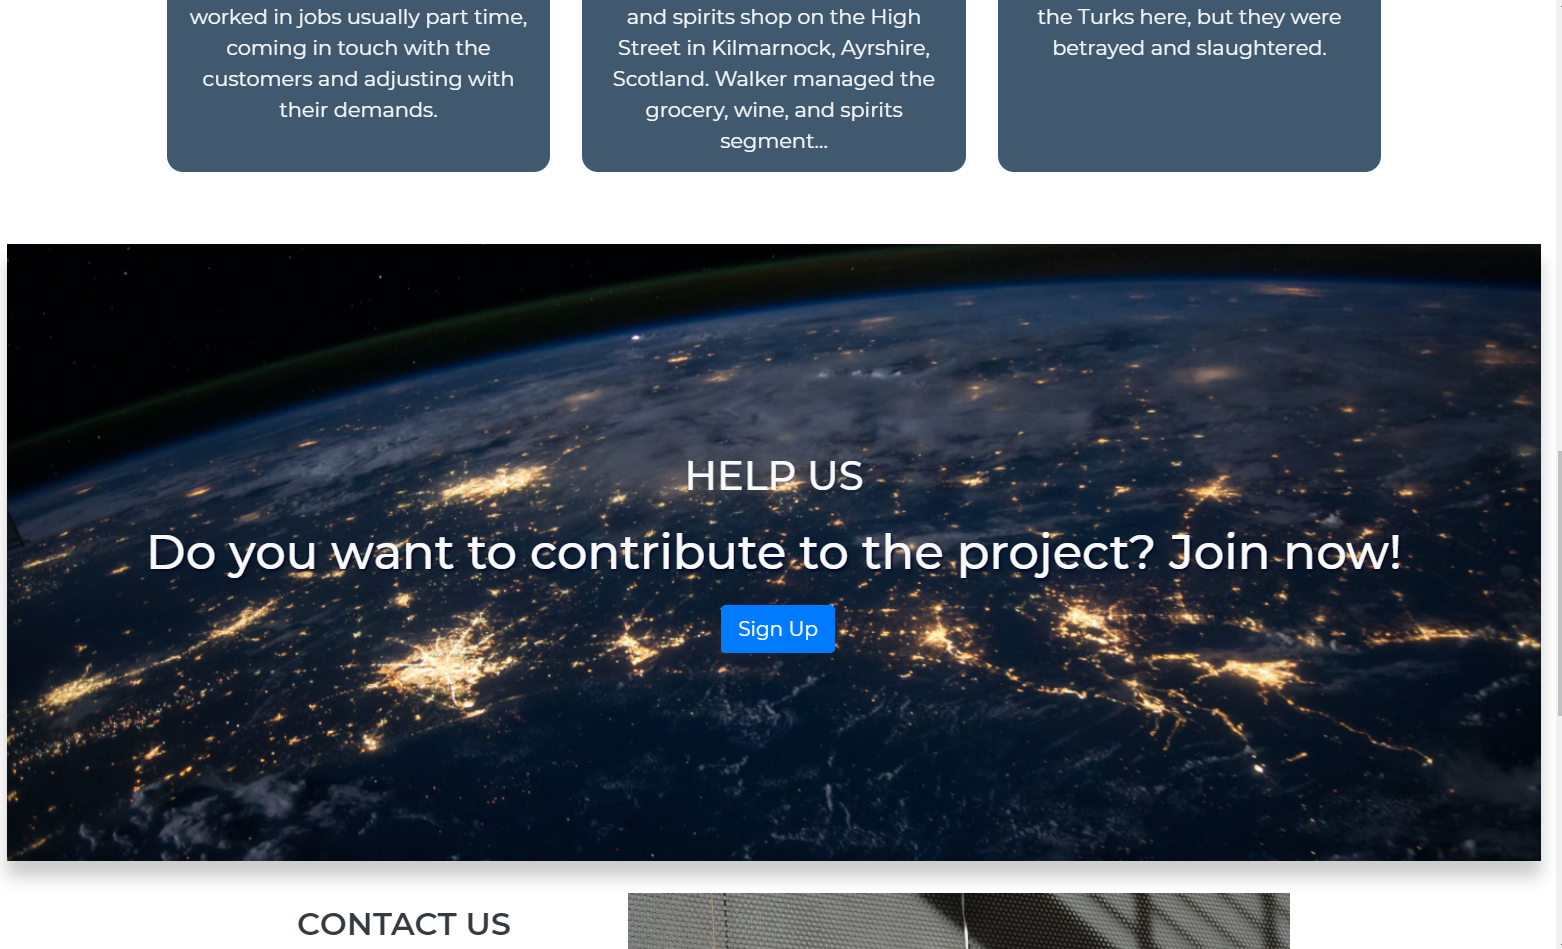 worked in jobs usually part time,
coming in touch with the
customers and adjusting with
their demands.
and spirits shop on the High
Street in Kilmarnock, Ayrshire,
Scotland. Walker managed the
grocery, wine, and spirits
segment...
the Turks here, but they were
betrayed and slaughtered.
HELP US
Do you want to contribute to the project? Join now!
Sign Up
CONTACT US